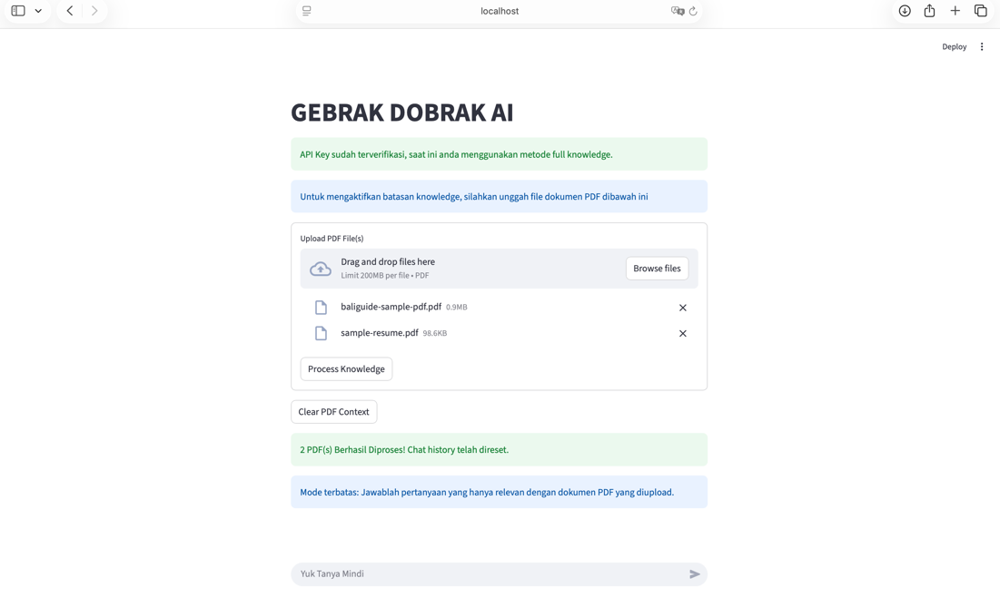 localhost
Deploy
GEBRAK DOBRAK AI
API Key sudah terverifikasi, saat ini anda menggunakan metode full knowledge.
Untuk mengaktifkan batasan knowledge, silahkan unggah file dokumen PDF dibawah ini
Upload PDF File(s)
Drag and drop files here
Limit 200MB per file • PDF
Browse files
baliguide-sample-pdf.pdf 0.9MB
sample-resume.pdf 98.6KB
Process Knowledge
Clear PDF Context
2 PDF(s) Berhasil Diproses! Chat history telah direset.
Mode terbatas: Jawablah pertanyaan yang hanya relevan dengan dokumen PDF yang diupload.
Yuk Tanya Mindi